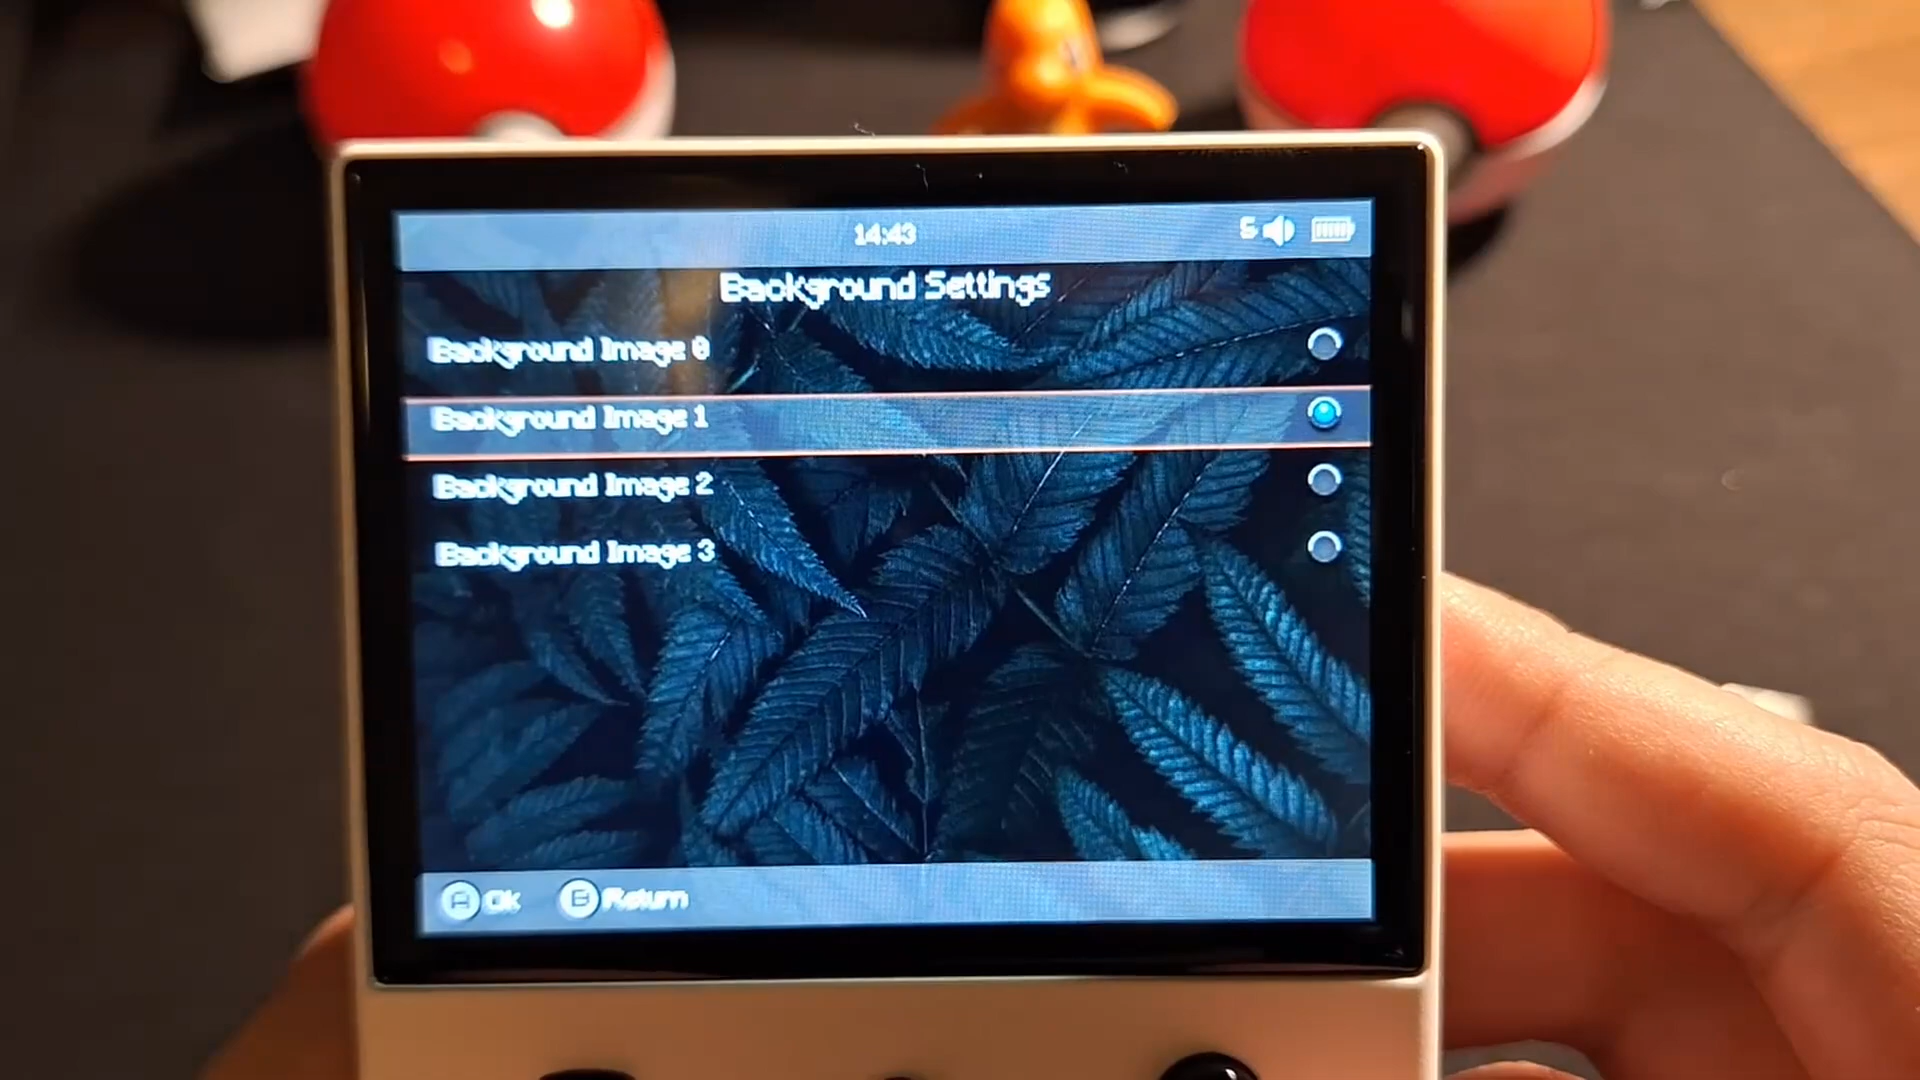 14:43
5
Background Settings
Background Image 0
Background Image 1
Background Image 2
Background Image 3
A Ok B Return